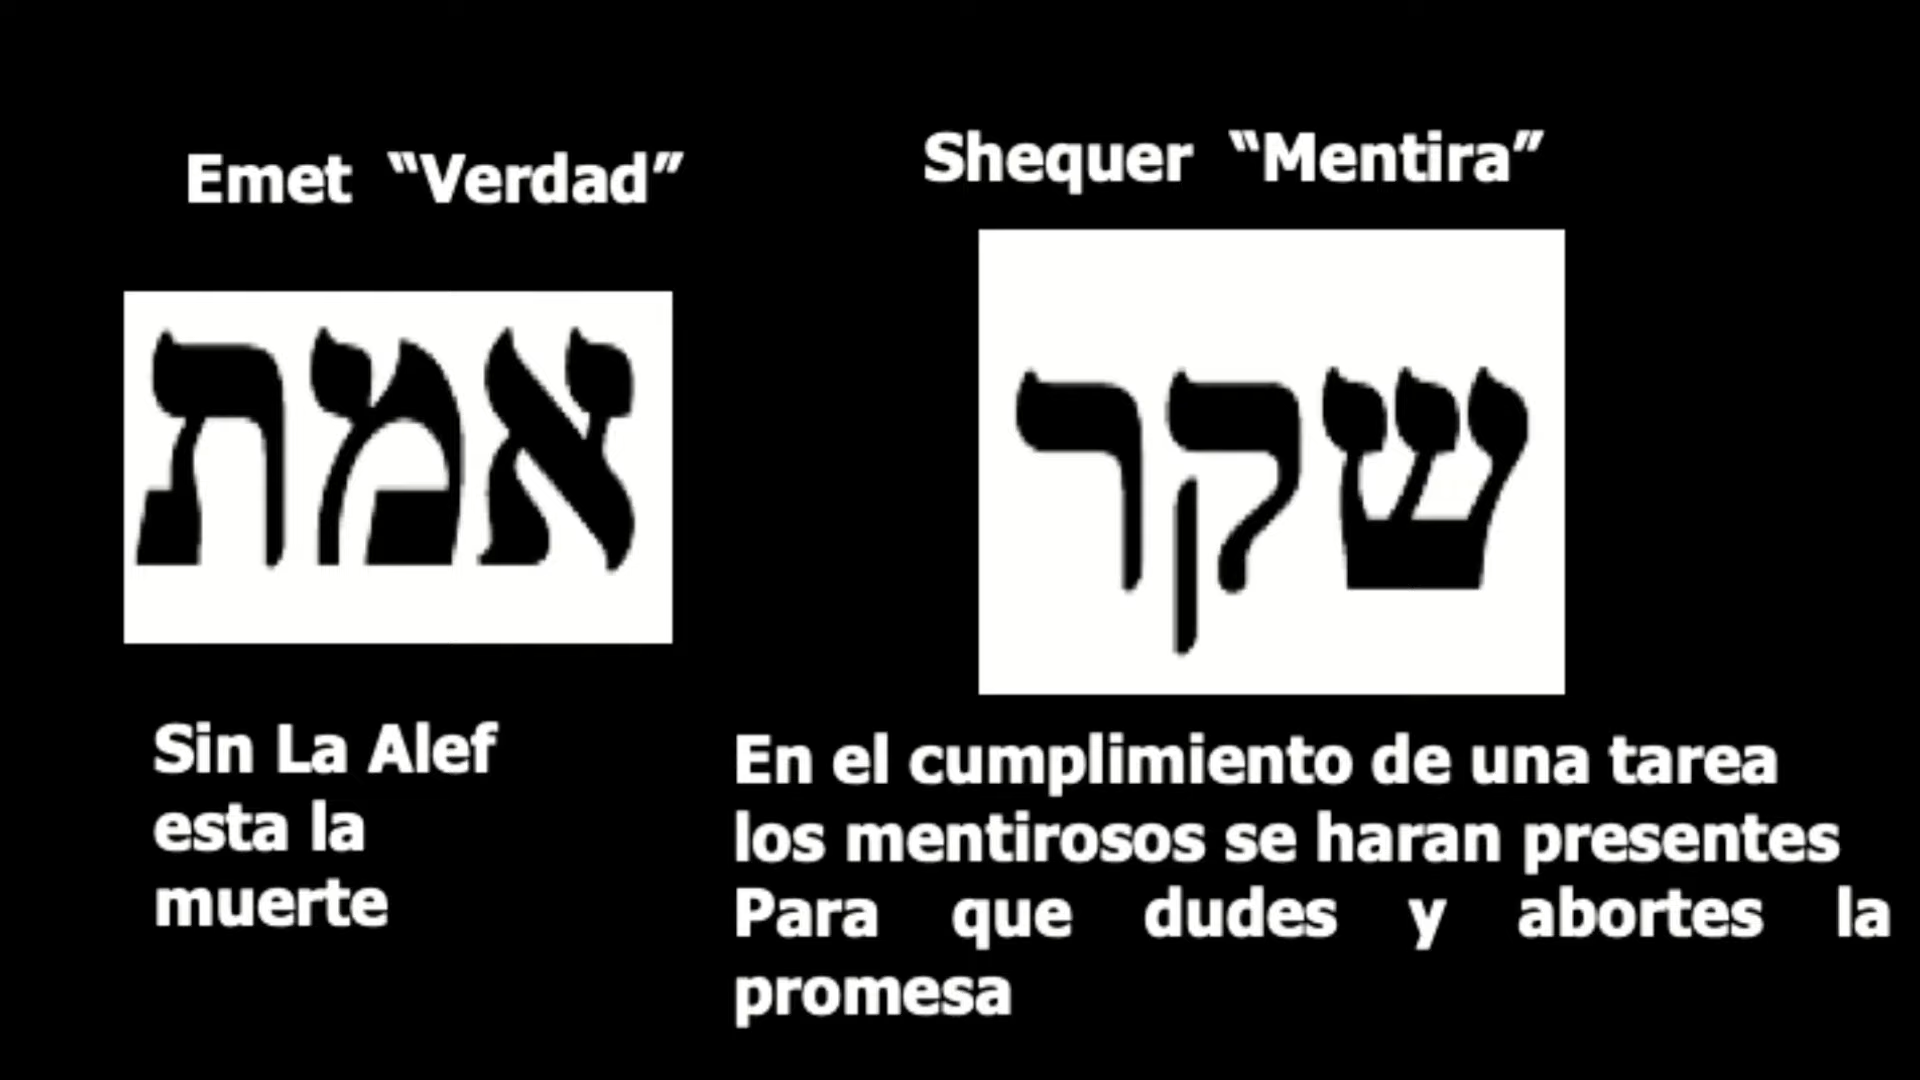 Emet “Verdad”
אמת
Sin La Alef
esta la
muerte
Shequer “Mentira”
שקר
En el cumplimiento de una tarea
los mentirosos se haran presentes
Para que dudes y abortes la
promesa